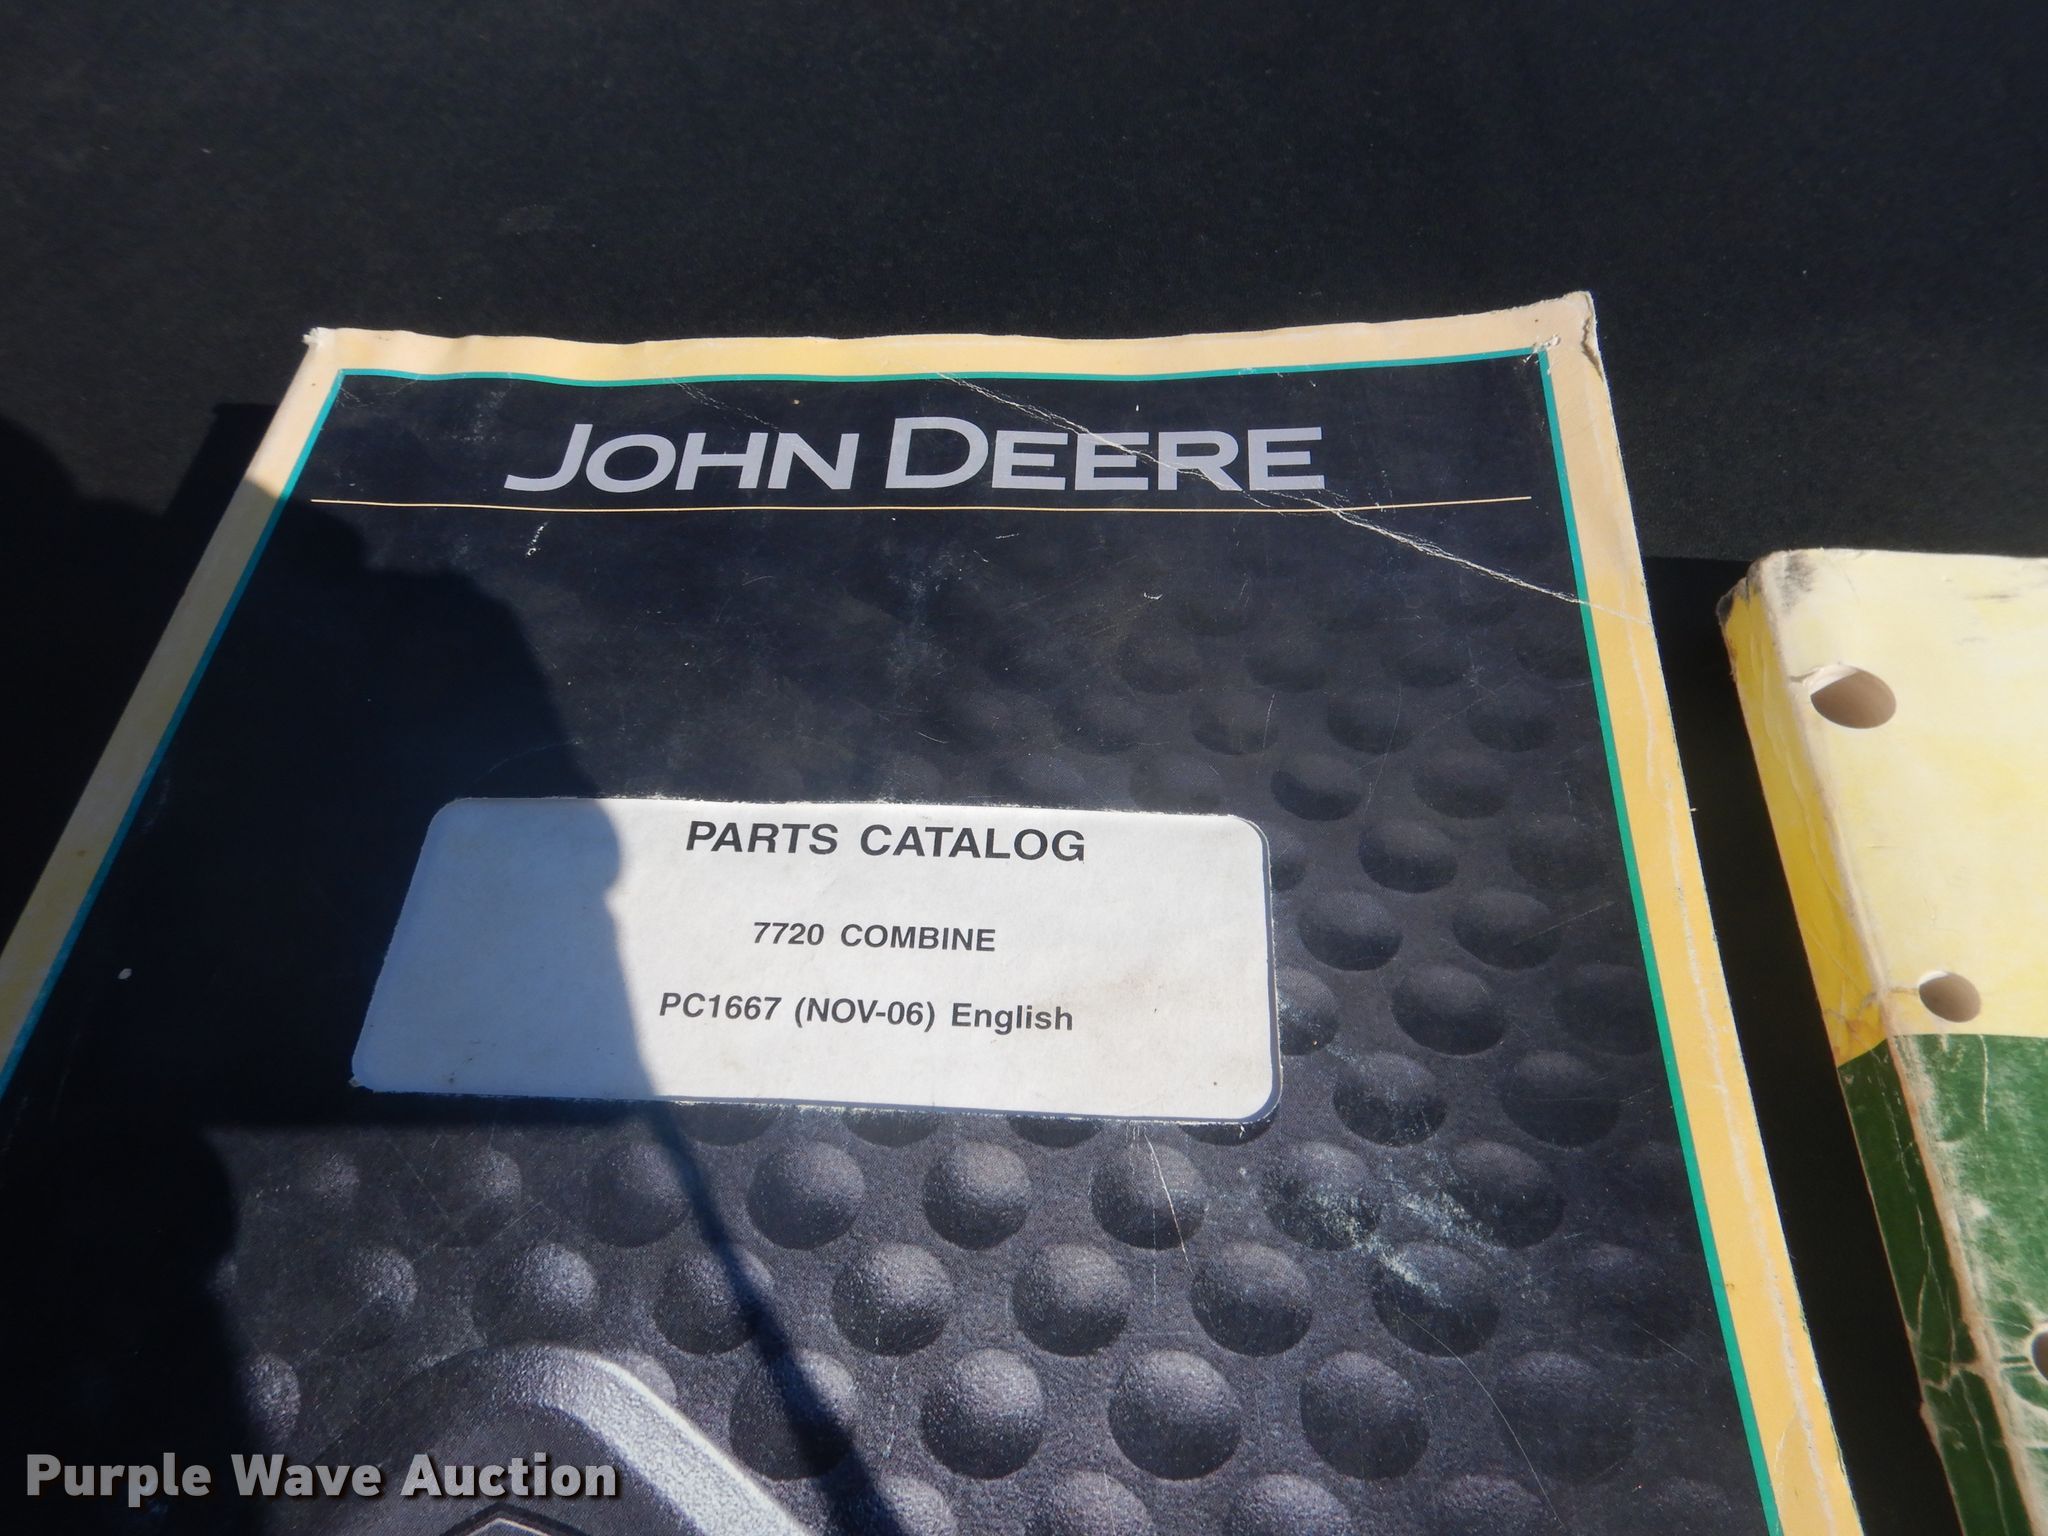 JOHN DEERE
PARTS CATALOG
7720 COMBINE
PC1667 (NOV-06) English
Purple Wave Auction